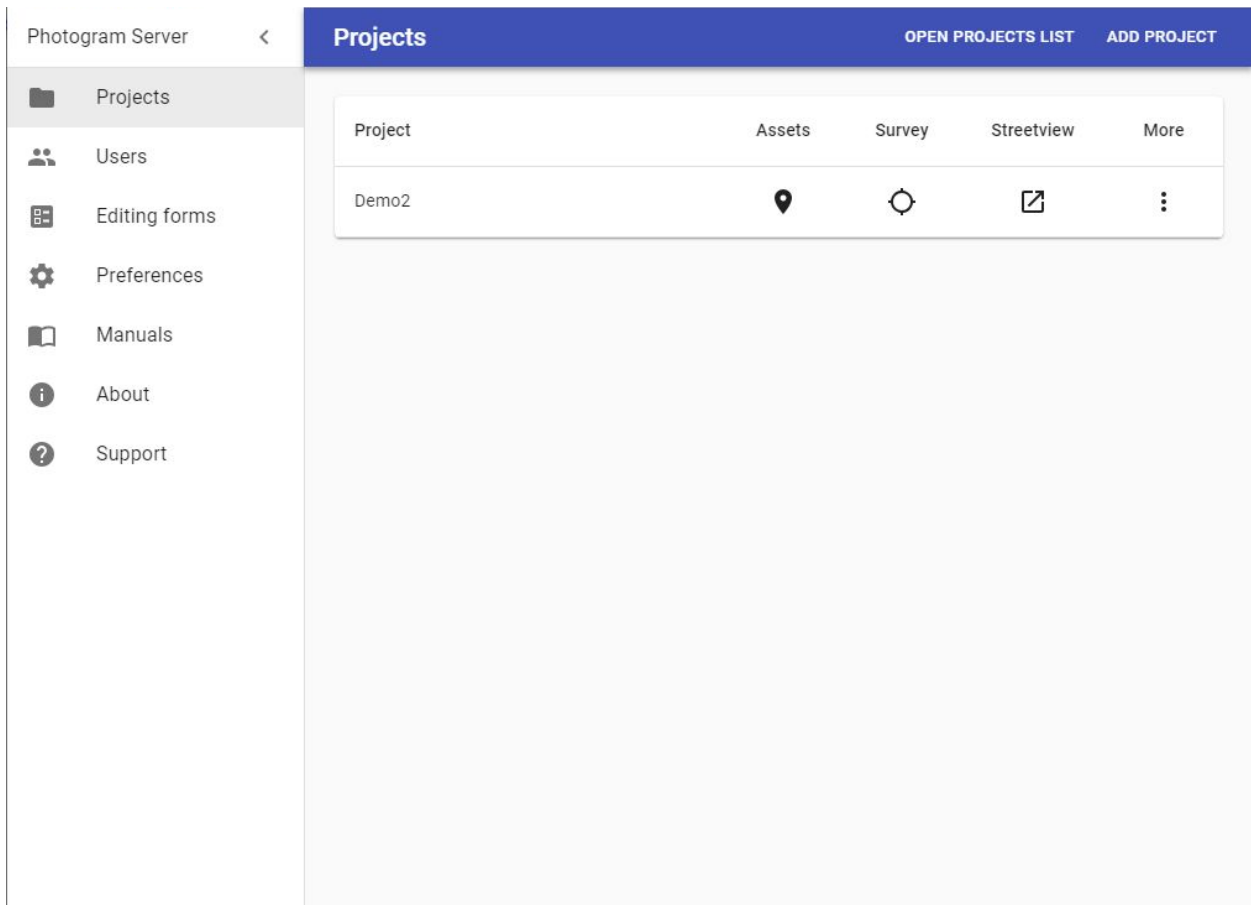 Photogram Server
Projects
OPEN PROJECTS LIST ADD PROJECT
Projects
Users
Editing forms
Preferences
Manuals
About
Support
Project Assets Survey Streetview More
Demo2